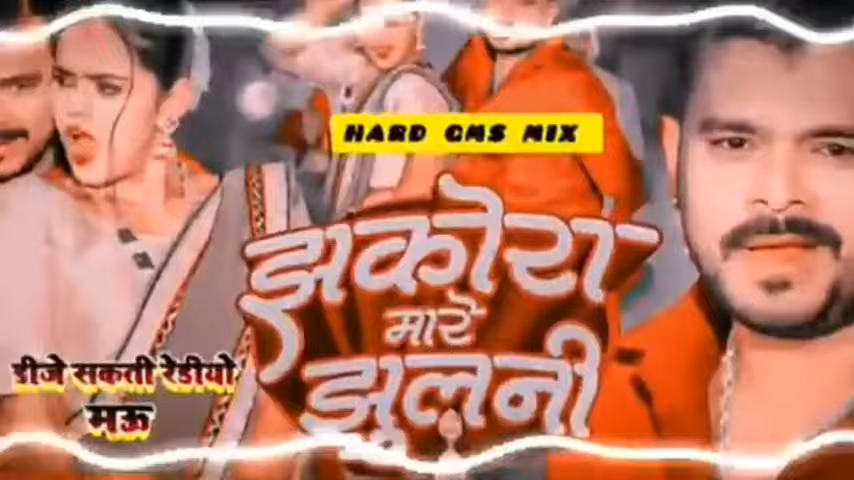 HARD GMS MIX
झकोरा
मारे
झुलनी
डीजे सकती रेडीयो
मऊ